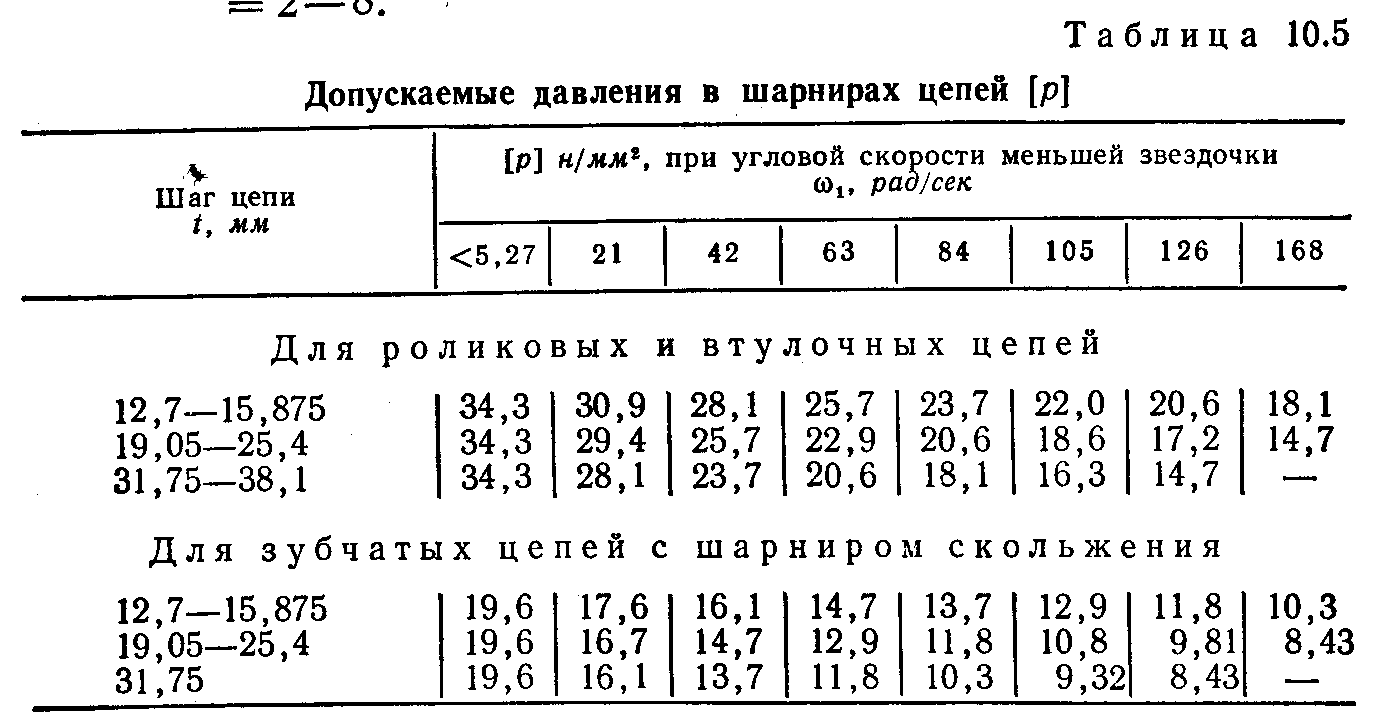 = 2—8.
Таблица 10.5
Допускаемые давления в шарнирах цепей [p]
Шаг цепи
t, мм
[p] н/мм², при угловой скорости меньшей звездочки
ω₁, рад/сек
<5,27 21 42 63 84 105 126 168
Для роликовых и втулочных цепей
12,7—15,875 34,3 30,9 28,1 25,7 23,7 22,0 20,6 18,1
19,05—25,4 34,3 29,4 25,7 22,9 20,6 18,6 17,2 14,7
31,75—38,1 34,3 28,1 23,7 20,6 18,1 16,3 14,7 —
Для зубчатых цепей с шарниром скольжения
12,7—15,875 19,6 17,6 16,1 14,7 13,7 12,9 11,8 10,3
19,05—25,4 19,6 16,7 14,7 12,9 11,8 10,8 9,81 8,43
31,75 19,6 16,1 13,7 11,8 10,3 9,32 8,43 —